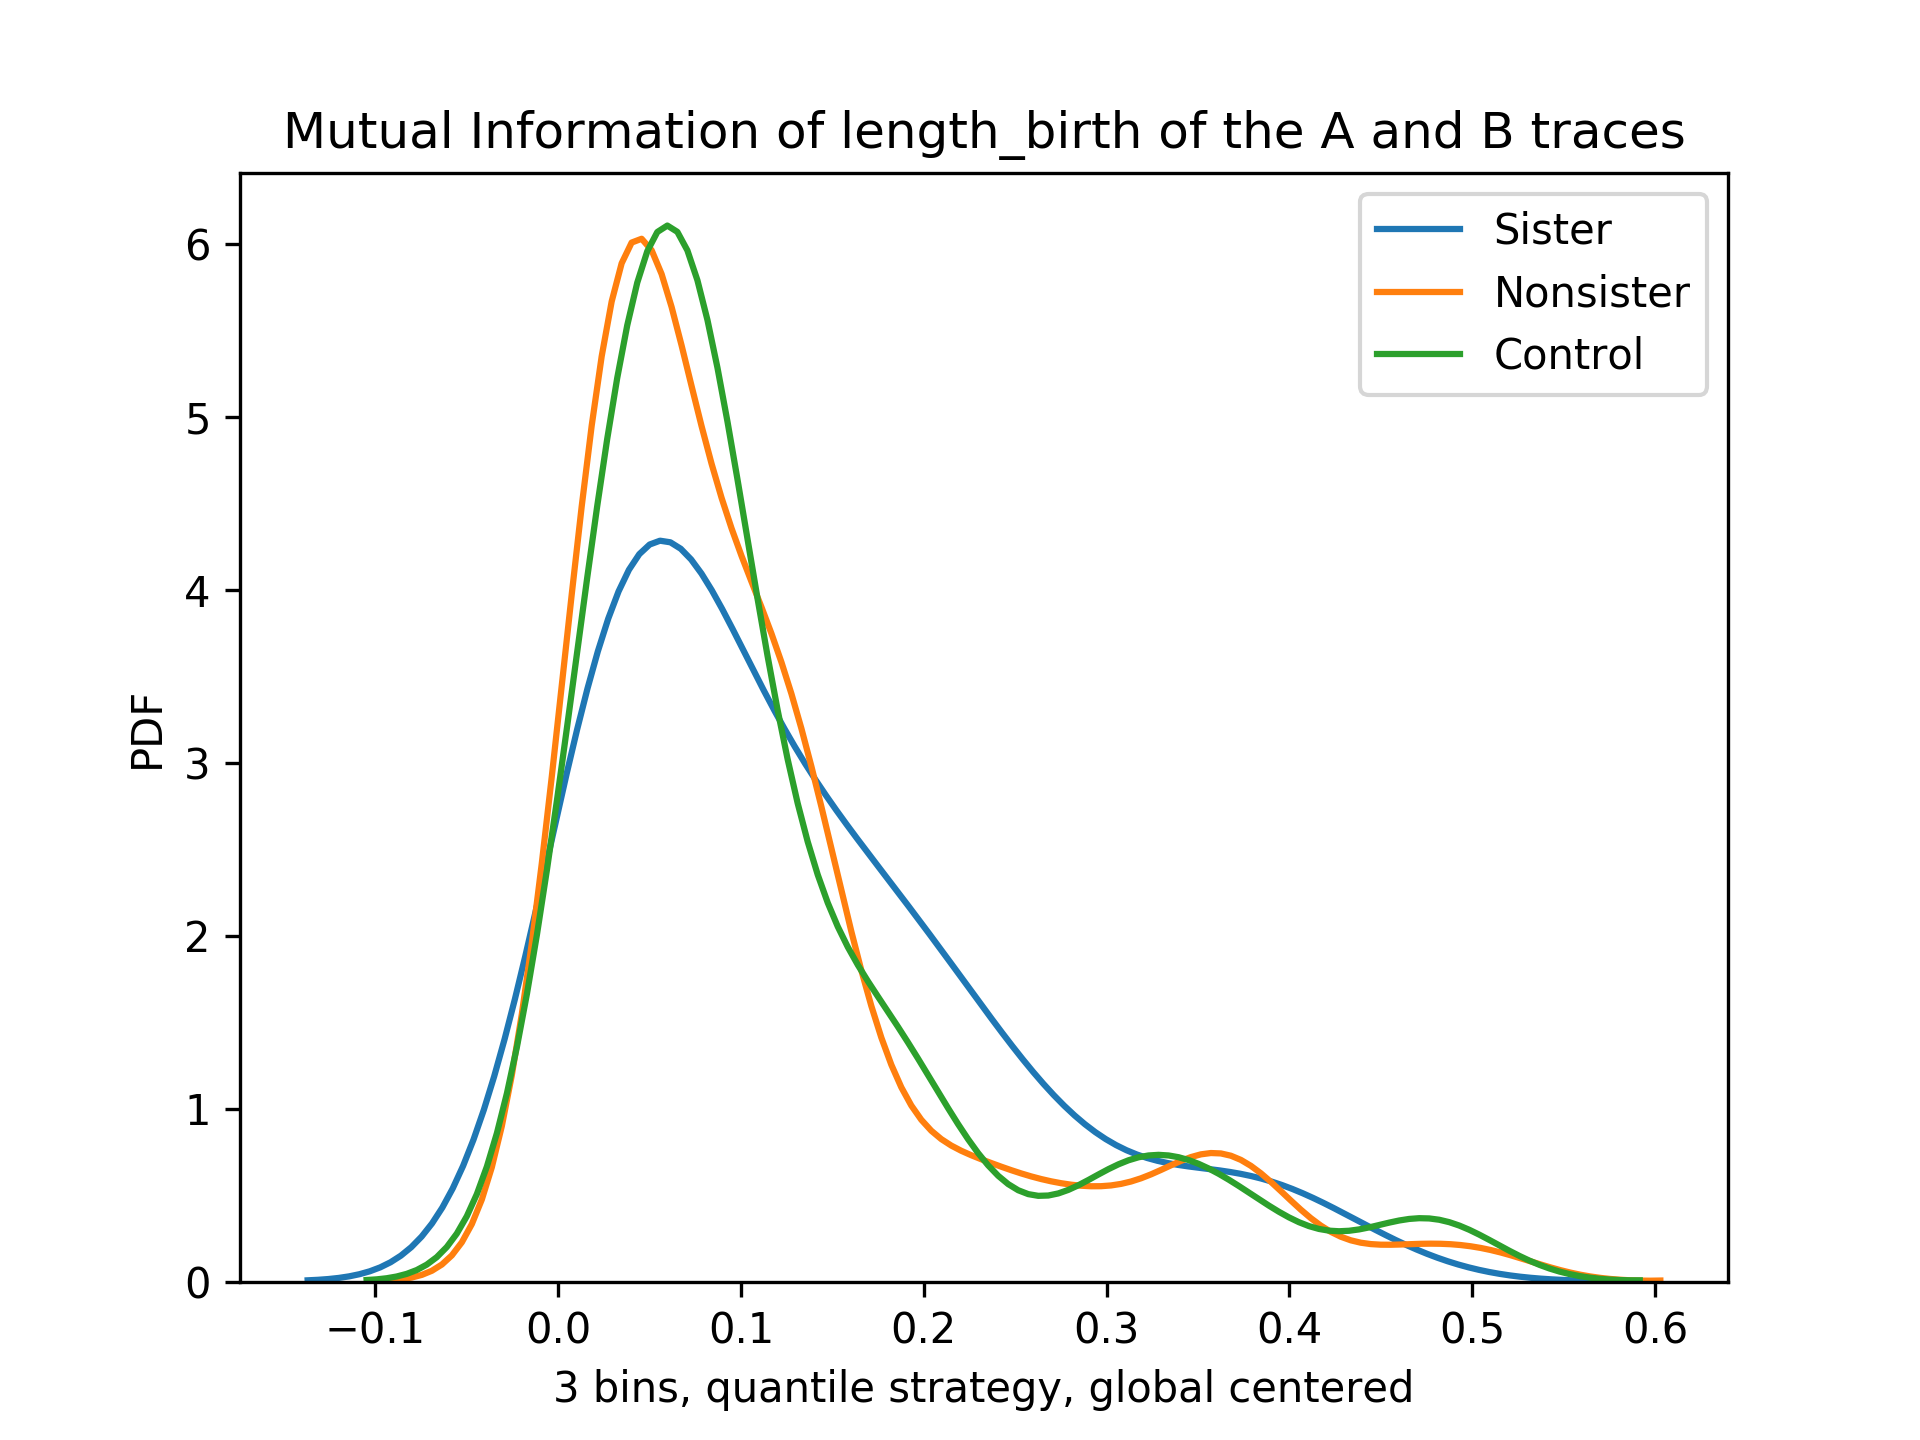 Mutual Information of length_birth of the A and B traces
Sister
Nonsister
Control
6
5
4
3
2
1
0
PDF
−0.1 0.0 0.1 0.2 0.3 0.4 0.5 0.6
3 bins, quantile strategy, global centered